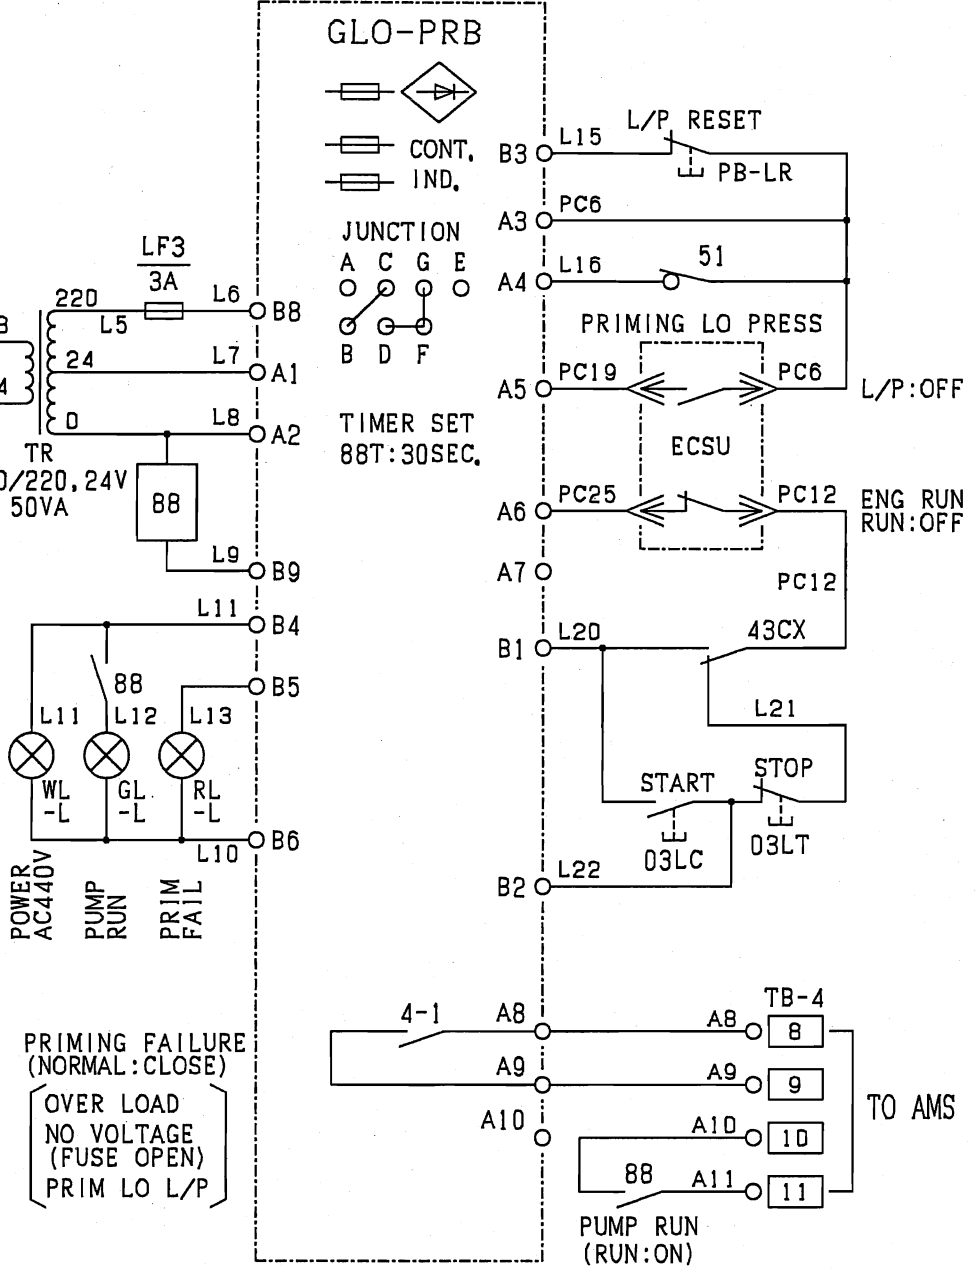 GLO-PRB
CONT.
IND.
JUNCTION
A C G E
B D F
TIMER SET
88T:30SEC.
LF3
3A
220
L5
L6
B8
24
L7
A1
0
L8
A2
TR
0/220,24V
50VA
88
L9
B9
L11
B4
88
B5
L11
L12
L13
WL
-L
GL
-L
RL
-L
L10
B6
POWER
AC440V
PUMP
RUN
PRIM
FAIL
PRIMING FAILURE
(NORMAL:CLOSE)
OVER LOAD
NO VOLTAGE
(FUSE OPEN)
PRIM LO L/P
L/P RESET
B3
L15
PB-LR
A3
PC6
A4
L16
51
PRIMING LO PRESS
A5
PC19
PC6
L/P:OFF
ECSU
A6
PC25
PC12
ENG RUN
RUN:OFF
A7
PC12
B1
L20
43CX
L21
START
STOP
03LC
03LT
B2
L22
TB-4
4-1
A8
A8
8
A9
A9
9
A10
A10
10
88
A11
11
TO AMS
PUMP RUN
(RUN:ON)